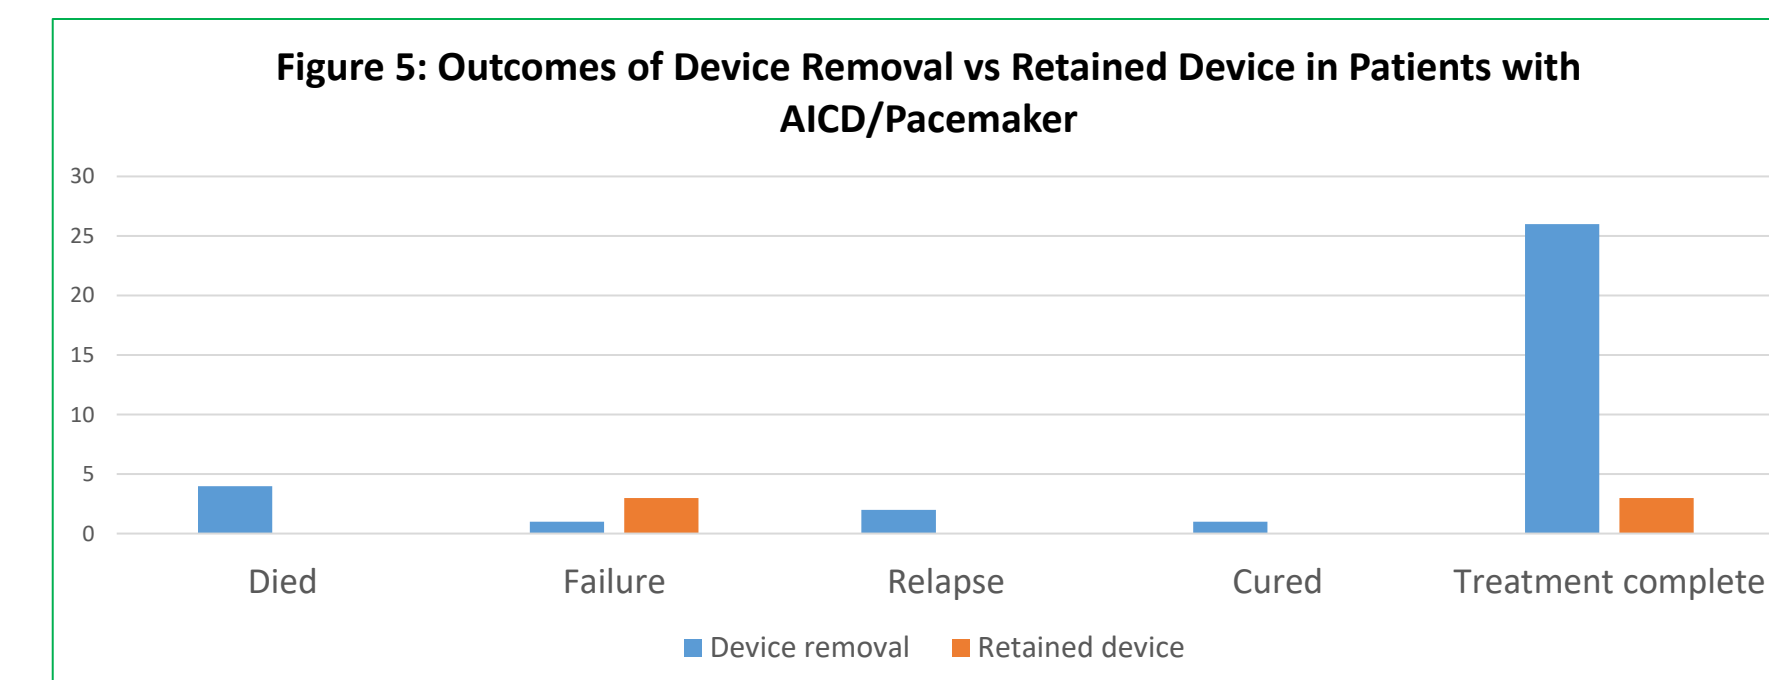 Figure 5: Outcomes of Device Removal vs Retained Device in Patients with
AICD/Pacemaker
30
25
20
15
10
5
0
Died Failure Relapse Cured Treatment complete
Device removal Retained device